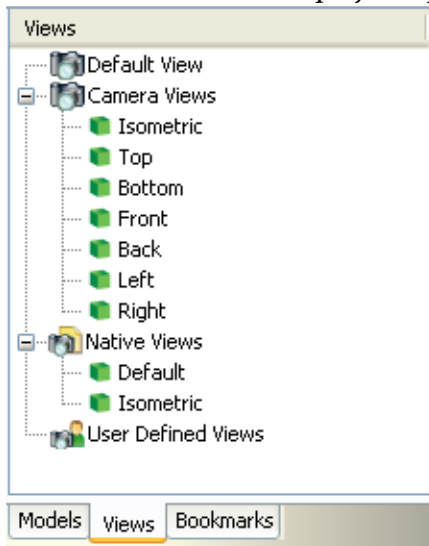 Views
Default View
Camera Views
Isometric
Top
Bottom
Front
Back
Left
Right
Native Views
Default
Isometric
User Defined Views
Models Views Bookmarks